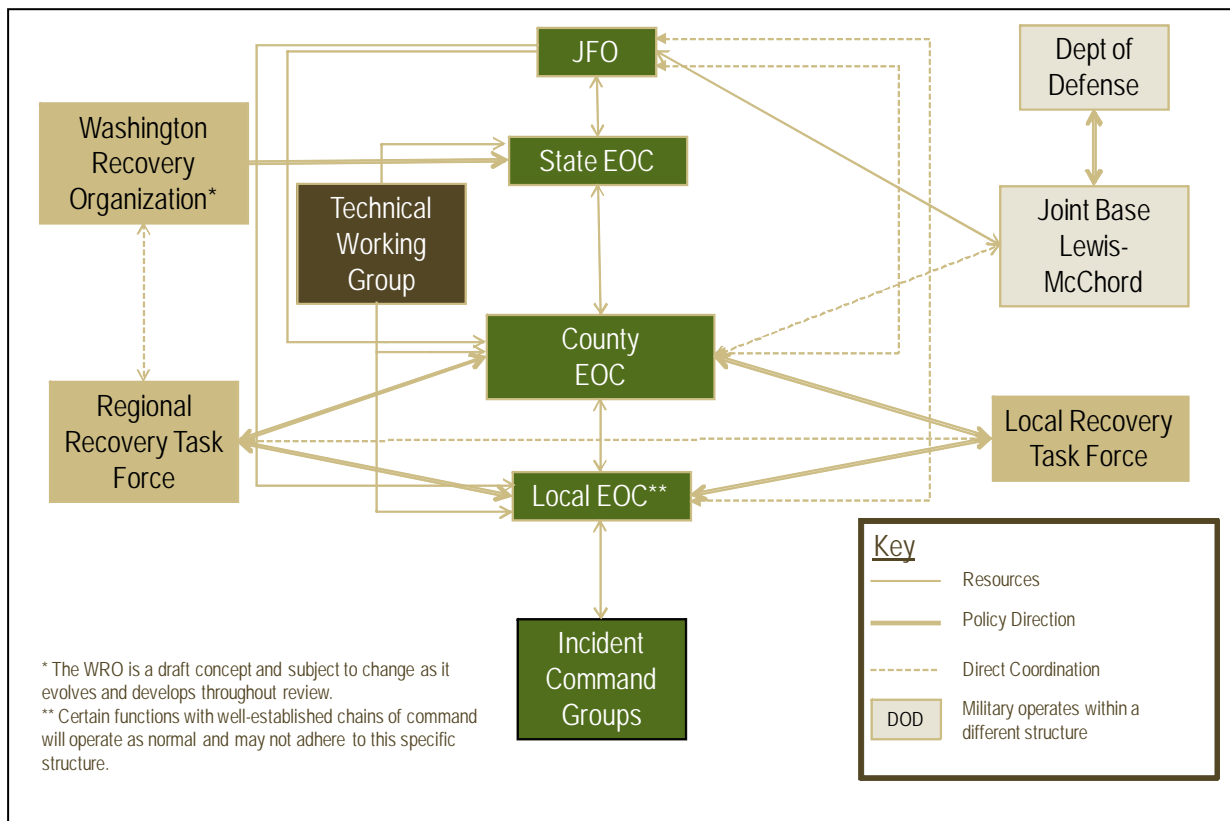 JFO
Dept of
Defense
Washington
Recovery
Organization*
State EOC
Technical
Working
Group
Joint Base
Lewis-
McChord
County
EOC
Regional
Recovery Task
Force
Local Recovery
Task Force
Local EOC**
Incident
Command
Groups
Key
Resources
Policy Direction
Direct Coordination
DOD
Military operates within a
different structure
* The WRO is a draft concept and subject to change as it
evolves and develops throughout review.
** Certain functions with well-established chains of command
will operate as normal and may not adhere to this specific
structure.